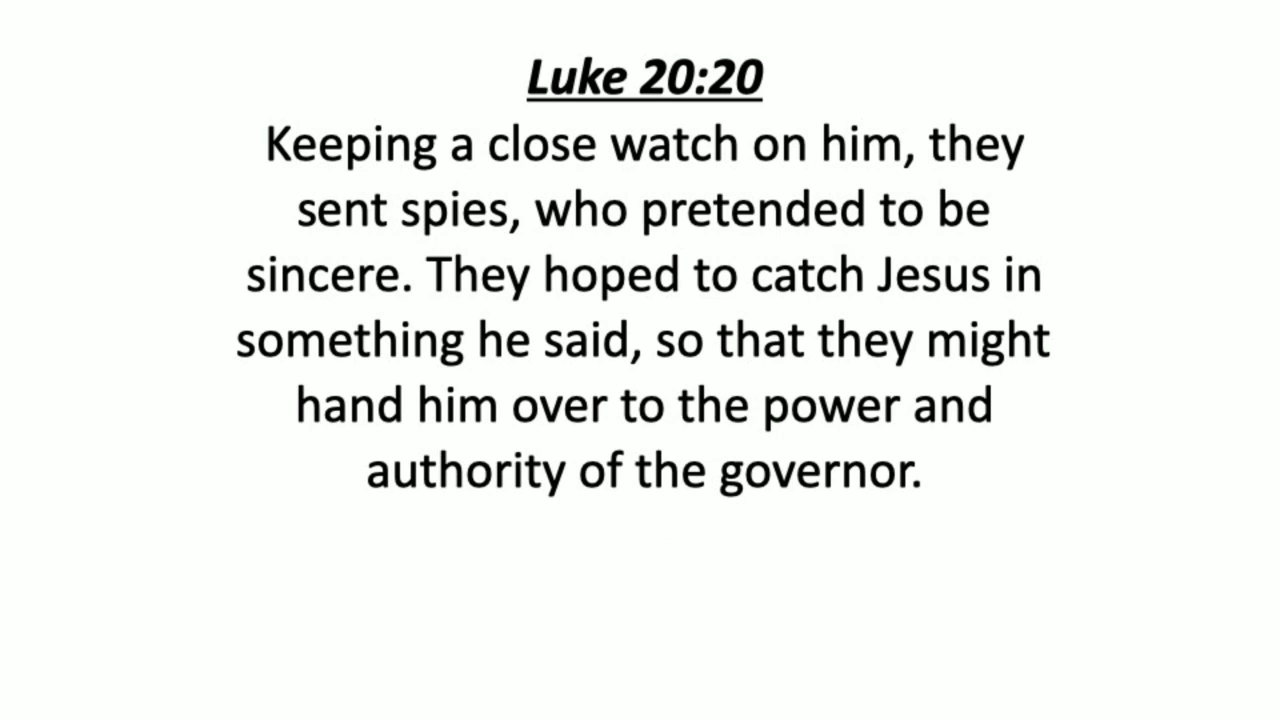 Luke 20:20
Keeping a close watch on him, they
sent spies, who pretended to be
sincere. They hoped to catch Jesus in
something he said, so that they might
hand him over to the power and
authority of the governor.